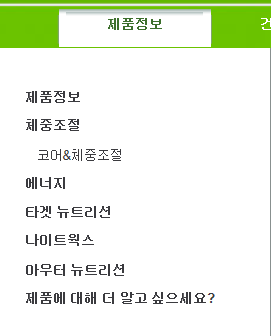 제품정보
제품정보
체중조절
코어&체중조절
에너지
타겟 뉴트리션
나이트웍스
아우터 뉴트리션
제품에 대해 더 알고 싶으세요?